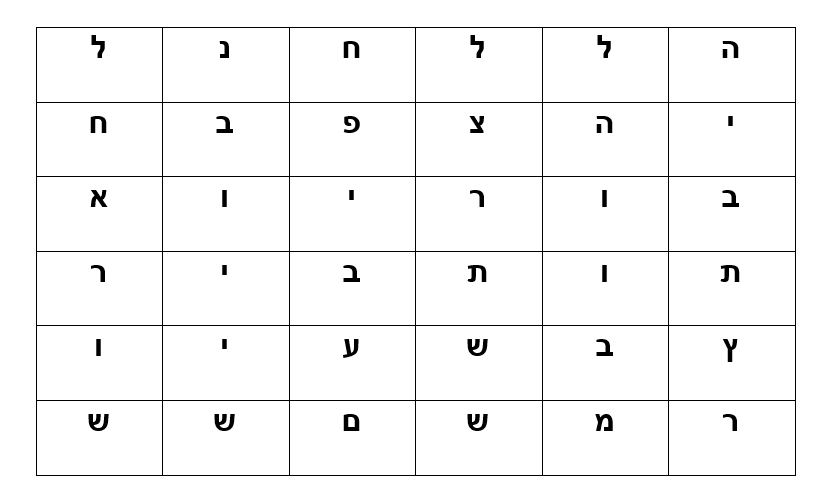 ה ל ל ח נ ל
י ה צ פ ב ח
ב ו ר י ו א
ת ו ת ב י ר
ץ ב ש ע י ו
ר מ ש ם ש ש